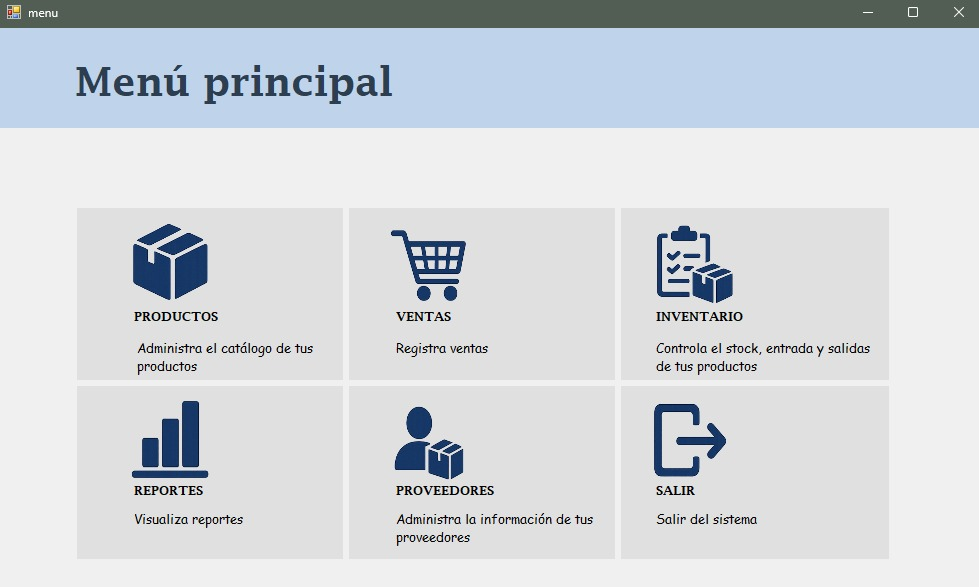 menu
Menú principal
PRODUCTOS
Administra el catálogo de tus
productos
VENTAS
Registra ventas
INVENTARIO
Controla el stock, entrada y salidas
de tus productos
REPORTES
Visualiza reportes
PROVEEDORES
Administra la información de tus
proveedores
SALIR
Salir del sistema